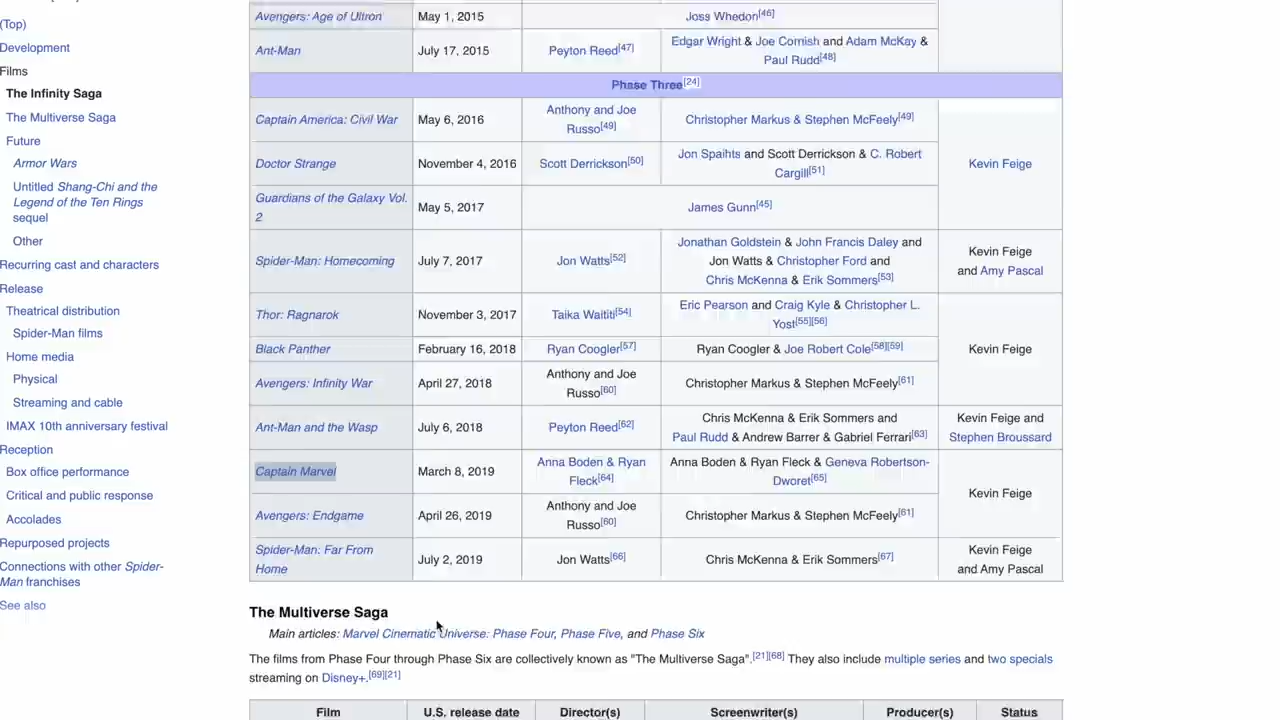 (Top)
Development
Films
The Infinity Saga
The Multiverse Saga
Future
Armor Wars
Untitled Shang-Chi and the
Legend of the Ten Rings
sequel
Other
Recurring cast and characters
Release
Theatrical distribution
Spider-Man films
Home media
Physical
Streaming and cable
IMAX 10th anniversary festival
Reception
Box office performance
Critical and public response
Accolades
Repurposed projects
Connections with other Spider-
Man franchises
See also
Avengers: Age of Ultron May 1, 2015 Joss Whedon[46]
Ant-Man July 17, 2015 Peyton Reed[47] Edgar Wright & Joe Cornish and Adam McKay &
Paul Rudd[48]
Phase Three[24]
Captain America: Civil War May 6, 2016 Anthony and Joe
Russo[49] Christopher Markus & Stephen McFeely[49]
Kevin Feige
Doctor Strange November 4, 2016 Scott Derrickson[50] Jon Spaihts and Scott Derrickson & C. Robert
Cargill[51]
Guardians of the Galaxy Vol.
2 May 5, 2017 James Gunn[45]
Spider-Man: Homecoming July 7, 2017 Jon Watts[52] Jonathan Goldstein & John Francis Daley and
Jon Watts & Christopher Ford and
Chris McKenna & Erik Sommers[53]
Kevin Feige
and Amy Pascal
Thor: Ragnarok November 3, 2017 Taika Waititi[54] Eric Pearson and Craig Kyle & Christopher L.
Yost[55][56]
Black Panther February 16, 2018 Ryan Coogler[57] Ryan Coogler & Joe Robert Cole[58][59] Kevin Feige
Avengers: Infinity War April 27, 2018 Anthony and Joe
Russo[60] Christopher Markus & Stephen McFeely[61]
Ant-Man and the Wasp July 6, 2018 Peyton Reed[62] Chris McKenna & Erik Sommers and
Paul Rudd & Andrew Barrer & Gabriel Ferrari[63]
Kevin Feige and
Stephen Broussard
Captain Marvel March 8, 2019 Anna Boden & Ryan
Fleck[64] Anna Boden & Ryan Fleck & Geneva Robertson-
Dworet[65]
Kevin Feige
Avengers: Endgame April 26, 2019 Anthony and Joe
Russo[60] Christopher Markus & Stephen McFeely[61]
Spider-Man: Far From
Home July 2, 2019 Jon Watts[66] Chris McKenna & Erik Sommers[67]
Kevin Feige
and Amy Pascal
The Multiverse Saga
Main articles: Marvel Cinematic Universe: Phase Four, Phase Five, and Phase Six
The films from Phase Four through Phase Six are collectively known as "The Multiverse Saga".[21][68] They also include multiple series and two specials
streaming on Disney+.[69][21]
Film U.S. release date Director(s) Screenwriter(s) Producer(s) Status